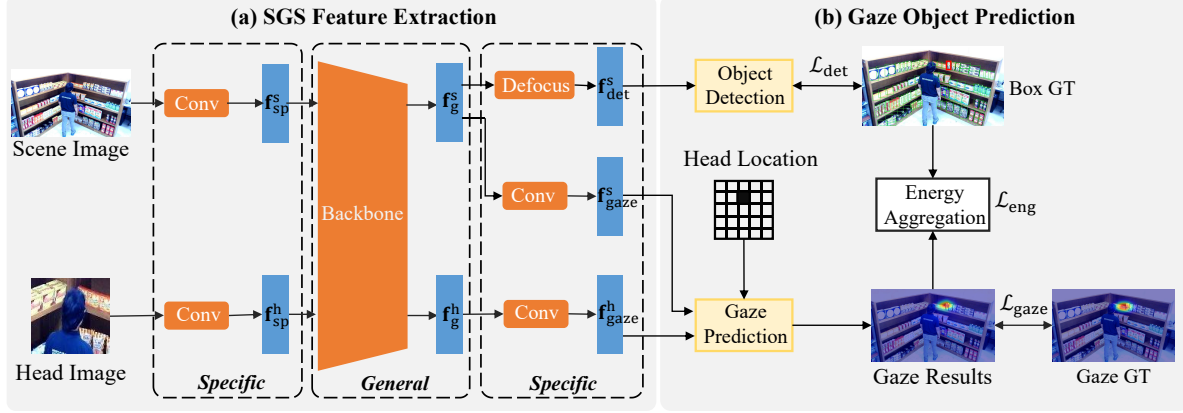 (a) SGS Feature Extraction
(b) Gaze Object Prediction
Scene Image
Conv
f^s_sp
Backbone
f^s_g
Defocus
f^s_det
Conv
f^s_gaze
Head Image
Conv
f^h_sp
f^h_g
Conv
f^h_gaze
Specific
General
Specific
Object
Detection
ℒ_det
Box GT
Head Location
Energy
Aggregation
ℒ_eng
Gaze
Prediction
Gaze Results
ℒ_gaze
Gaze GT